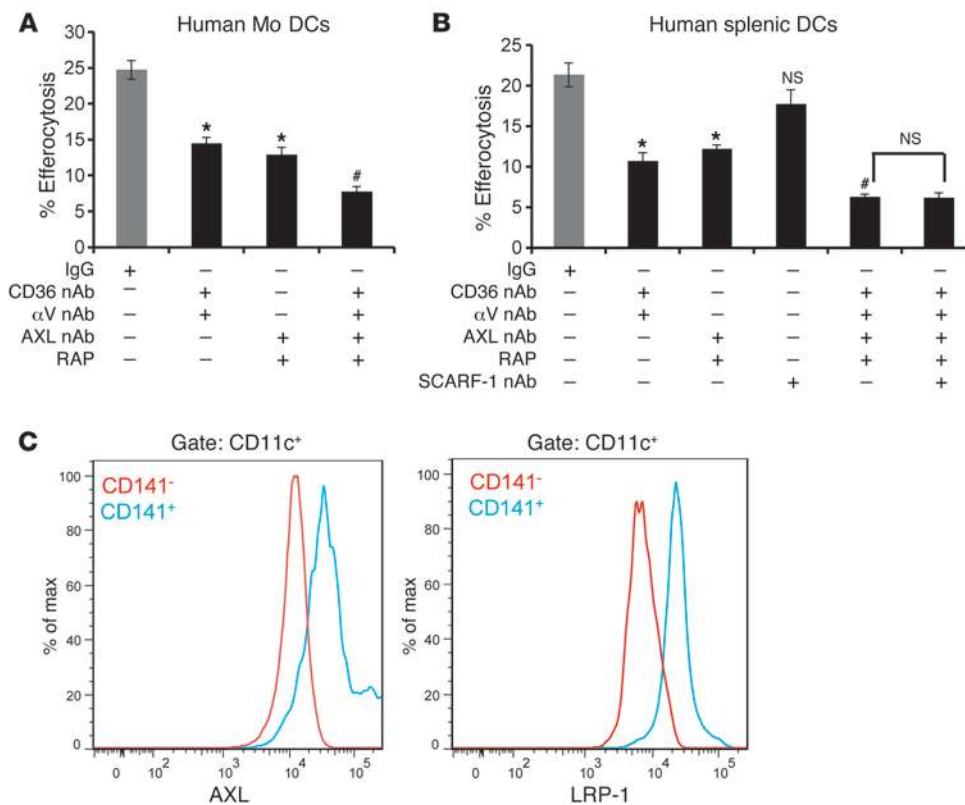 A
Human Mo DCs
% Efferocytosis
30
25
20
15
10
5
0
*
*
#
IgG + − − −
CD36 nAb − + − +
αV nAb − + − +
AXL nAb − − + +
RAP − − + +
B
Human splenic DCs
% Efferocytosis
25
20
15
10
5
0
*
*
NS
#
NS
IgG + − − − − −
CD36 nAb − + − − + +
αV nAb − + − − + +
AXL nAb − − + − + +
RAP − − + − + +
SCARF-1 nAb − − − + − +
C
Gate: CD11c⁺
CD141⁻
CD141⁺
% of max
100
80
60
40
20
0
0 10² 10³ 10⁴ 10⁵
AXL
Gate: CD11c⁺
CD141⁻
CD141⁺
% of max
100
80
60
40
20
0
0 10² 10³ 10⁴ 10⁵
LRP-1